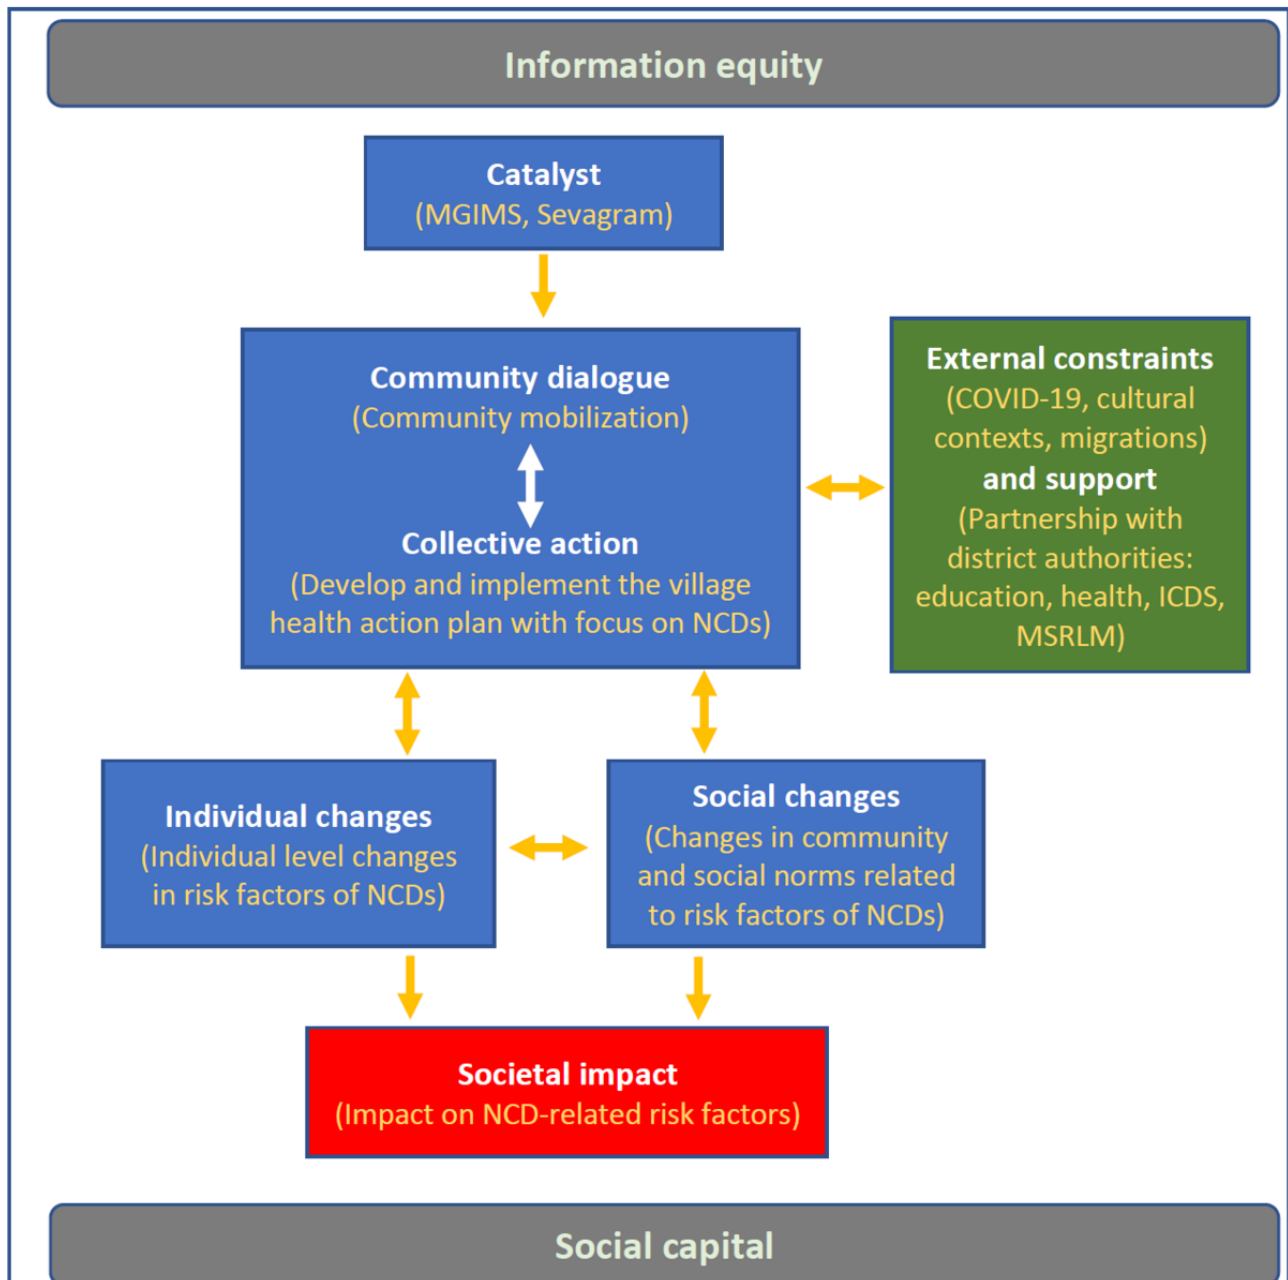 Information equity
Catalyst
(MGIMS, Sevagram)
Community dialogue
(Community mobilization)
Collective action
(Develop and implement the village
health action plan with focus on NCDs)
External constraints
(COVID-19, cultural
contexts, migrations)
and support
(Partnership with
district authorities:
education, health, ICDS,
MSRLM)
Individual changes
(Individual level changes
in risk factors of NCDs)
Social changes
(Changes in community
and social norms related
to risk factors of NCDs)
Societal impact
(Impact on NCD-related risk factors)
Social capital